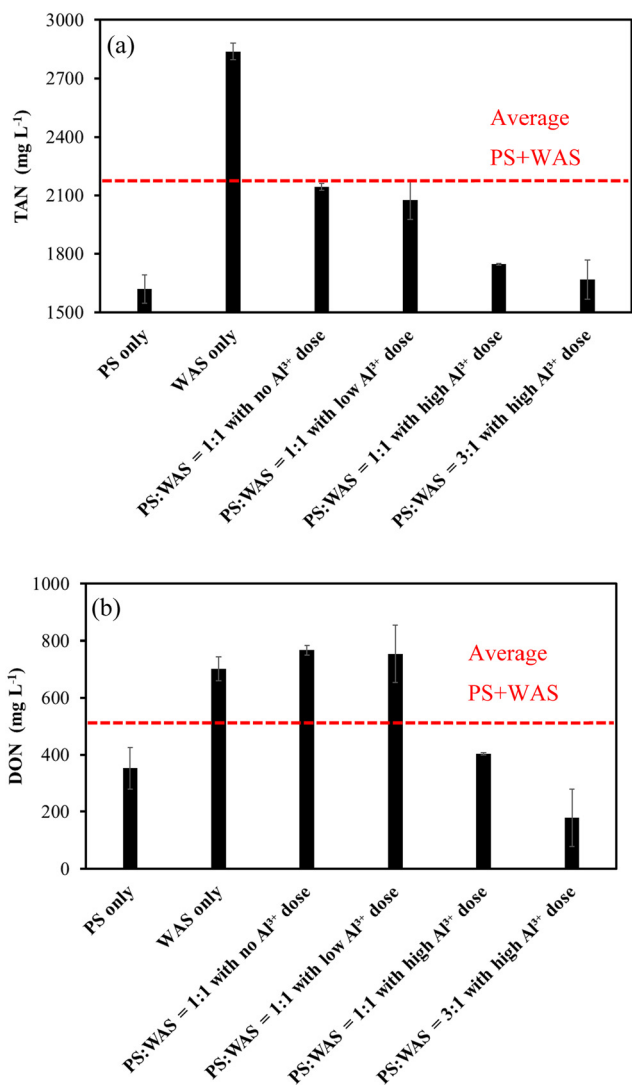 (a)
3000
2700
2400
2100
1800
1500
TAN (mg L⁻¹)
Average
PS+WAS
PS only
WAS only
PS:WAS = 1:1 with no Al³⁺ dose
PS:WAS = 1:1 with low Al³⁺ dose
PS:WAS = 1:1 with high Al³⁺ dose
PS:WAS = 3:1 with high Al³⁺ dose
(b)
1000
800
600
400
200
0
DON (mg L⁻¹)
Average
PS+WAS
PS only
WAS only
PS:WAS = 1:1 with no Al³⁺ dose
PS:WAS = 1:1 with low Al³⁺ dose
PS:WAS = 1:1 with high Al³⁺ dose
PS:WAS = 3:1 with high Al³⁺ dose